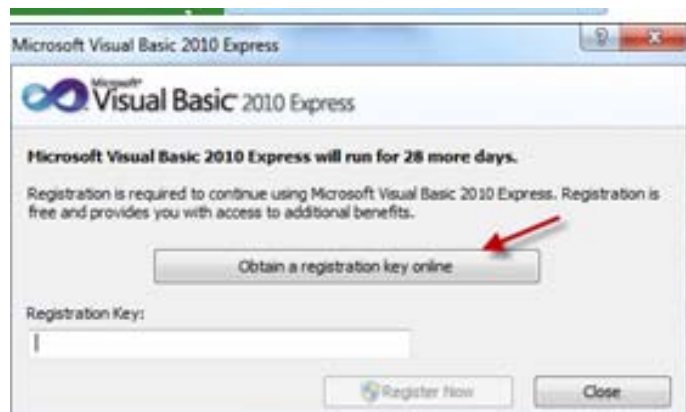 Microsoft Visual Basic 2010 Express
Microsoft®
Visual Basic® 2010 Express
Microsoft Visual Basic 2010 Express will run for 28 more days.
Registration is required to continue using Microsoft Visual Basic 2010 Express. Registration is
free and provides you with access to additional benefits.
Obtain a registration key online
Registration Key:
Register Now
Close